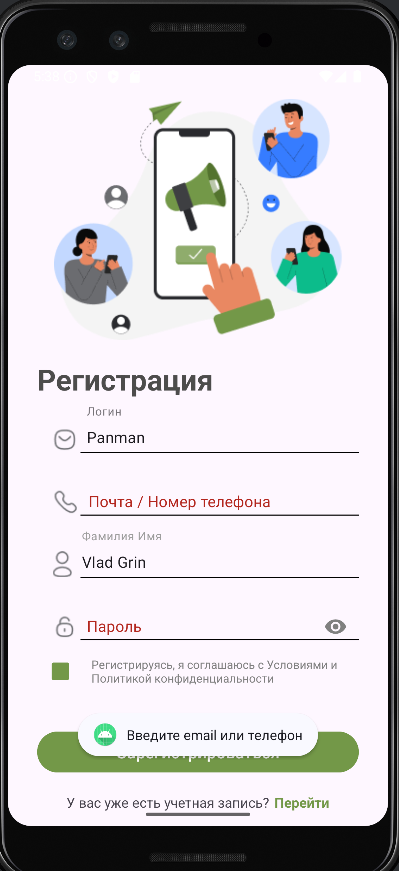 Регистрация
Логин
Panman
Почта / Номер телефона
Фамилия Имя
Vlad Grin
Пароль
Регистрируясь, я соглашаюсь с Условиями и
Политикой конфиденциальности
Введите email или телефон
Зарегистрироваться
У вас уже есть учетная запись? Перейти